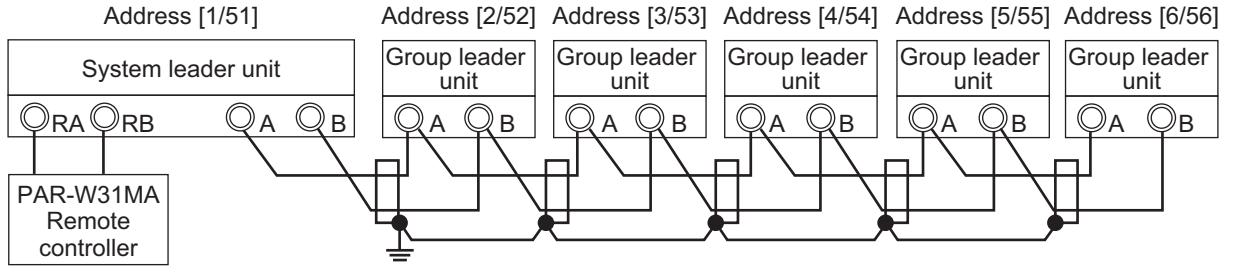 Address [1/51] Address [2/52] Address [3/53] Address [4/54] Address [5/55] Address [6/56]
System leader unit
Group leader
unit
Group leader
unit
Group leader
unit
Group leader
unit
Group leader
unit
RA RB A B A B A B A B A B A B
PAR-W31MA
Remote
controller